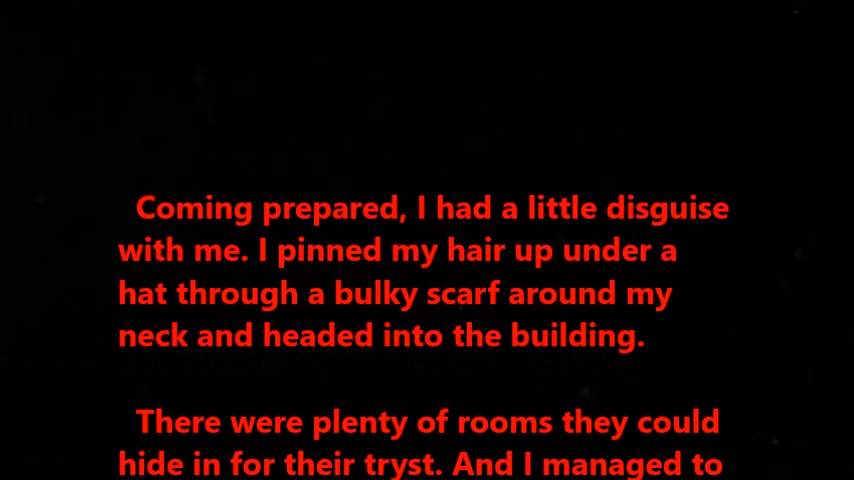 Coming prepared, I had a little disguise
with me. I pinned my hair up under a
hat through a bulky scarf around my
neck and headed into the building.
There were plenty of rooms they could
hide in for their tryst. And I managed to